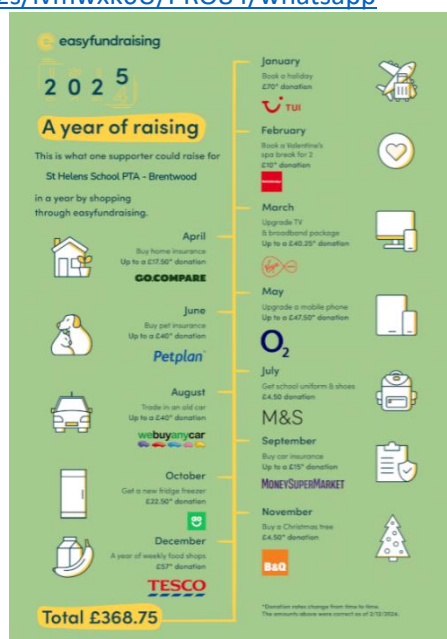 /whatsapp
easyfundraising
2025
A year of raising
This is what one supporter could raise for
St Helens School PTA - Brentwood
in a year by shopping
through easyfundraising.
January
Book a holiday
£70* donation
TUI
February
Book a Valentine's
spa break for 2
£10* donation
March
Upgrade TV
& broadband package
Up to a £40.25* donation
April
Buy home insurance
Up to a £17.50* donation
GO.COMPARE
May
Upgrade a mobile phone
Up to a £47.50* donation
O2
June
Buy pet insurance
Up to a £40* donation
Petplan
July
Get school uniform & shoes
£4.50 donation
M&S
August
Trade in an old car
Up to a £40* donation
webuyanycar
September
Buy car insurance
Up to a £15* donation
MONEYSUPERMARKET
October
Get a new fridge freezer
£22.50* donation
November
Buy a Christmas tree
£4.50* donation
B&Q
December
A year of weekly food shops
£57* donation
TESCO
Total £368.75
*Donation rates change from time to time.
The amounts above were correct as of